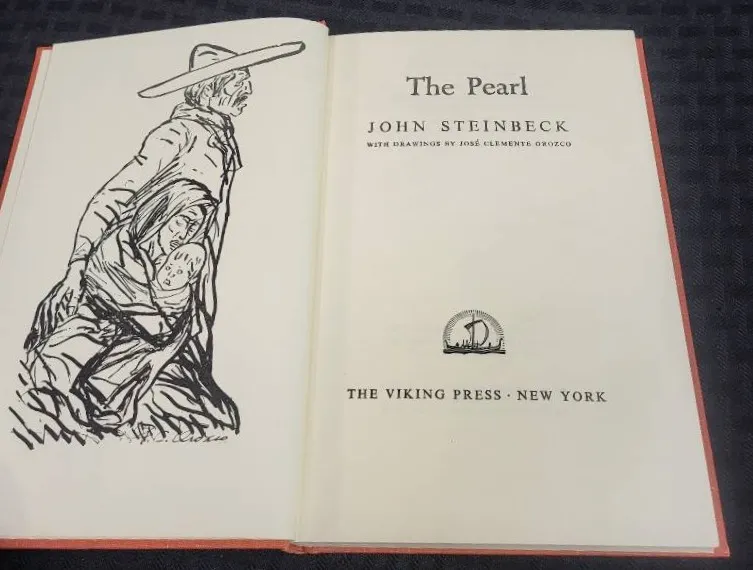 The Pearl
JOHN STEINBECK
WITH DRAWINGS BY JOSÉ CLEMENTE OROZCO
THE VIKING PRESS · NEW YORK